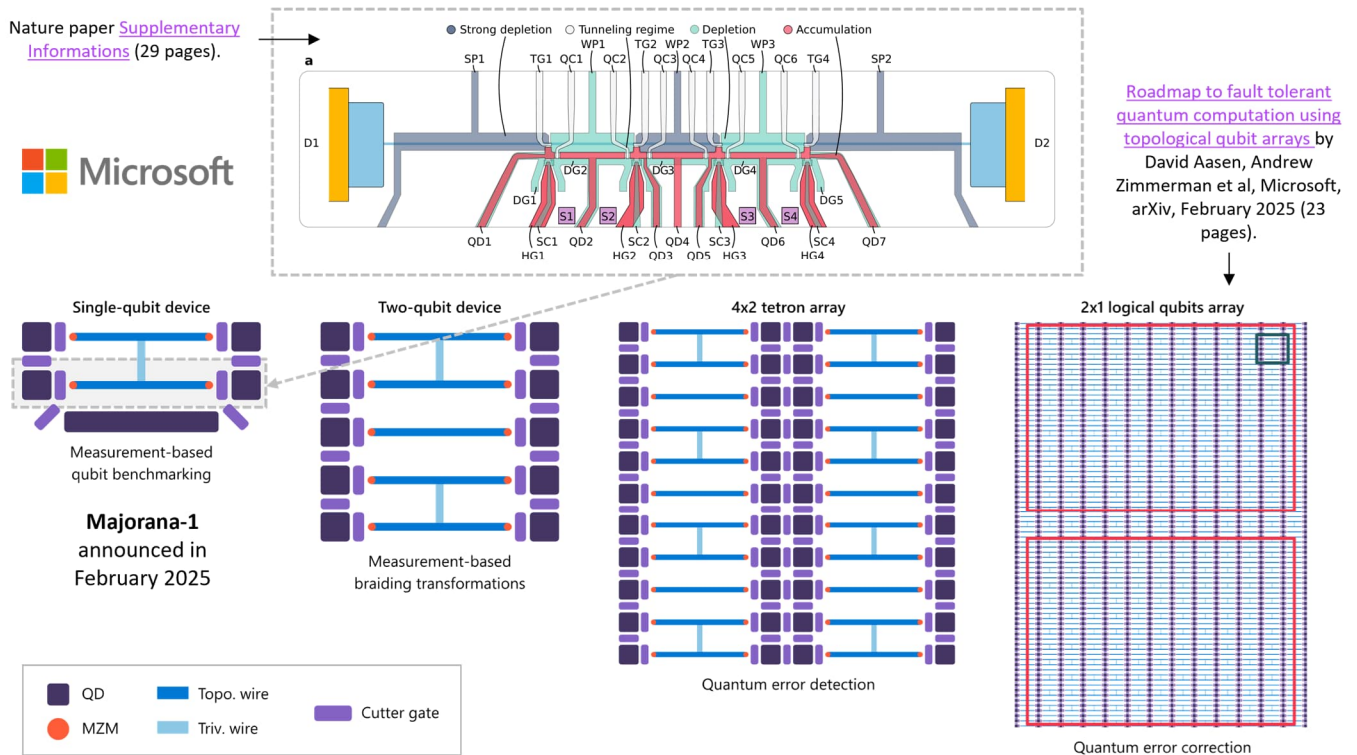 Nature paper Supplementary
Informations (29 pages).
Microsoft
Strong depletion
Tunneling regime
Depletion
Accumulation
a
SP1
TG1
QC1
WP1
QC2
TG2
QC3
WP2
QC4
TG3
QC5
WP3
QC6
TG4
SP2
D1
D2
DG1
DG2
DG3
DG4
DG5
S1
S2
S3
S4
QD1
HG1
SC1
QD2
HG2
SC2
QD3
QD4
QD5
SC3
HG3
QD6
HG4
SC4
QD7
Roadmap to fault tolerant
quantum computation using
topological qubit arrays by
David Aasen, Andrew
Zimmerman et al, Microsoft,
arXiv, February 2025 (23
pages).
Single-qubit device
Measurement-based
qubit benchmarking
Majorana-1
announced in
February 2025
Two-qubit device
Measurement-based
braiding transformations
4x2 tetron array
Quantum error detection
2x1 logical qubits array
Quantum error correction
QD
MZM
Topo. wire
Triv. wire
Cutter gate